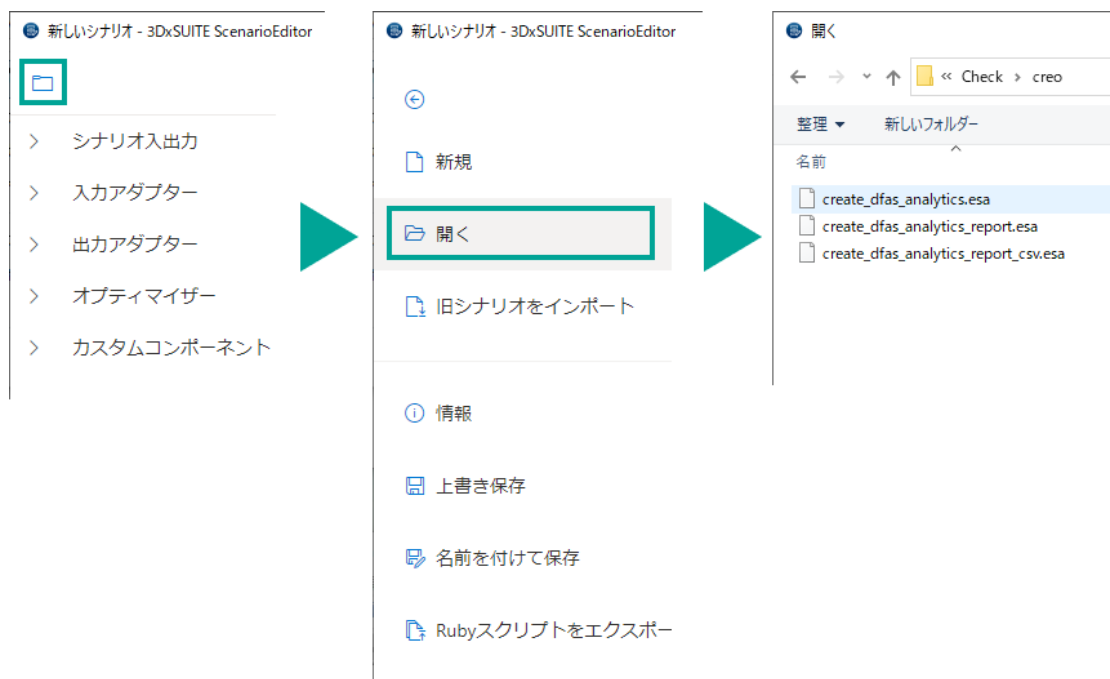 新しいシナリオ - 3DxSUITE ScenarioEditor
シナリオ入出力
入力アダプター
出力アダプター
オプティマイザー
カスタムコンポーネント
新しいシナリオ - 3DxSUITE ScenarioEditor
新規
開く
旧シナリオをインポート
情報
上書き保存
名前を付けて保存
Rubyスクリプトをエクスポー
開く
« Check › creo
整理 新しいフォルダー
名前
create_dfas_analytics.esa
create_dfas_analytics_report.esa
create_dfas_analytics_report_csv.esa